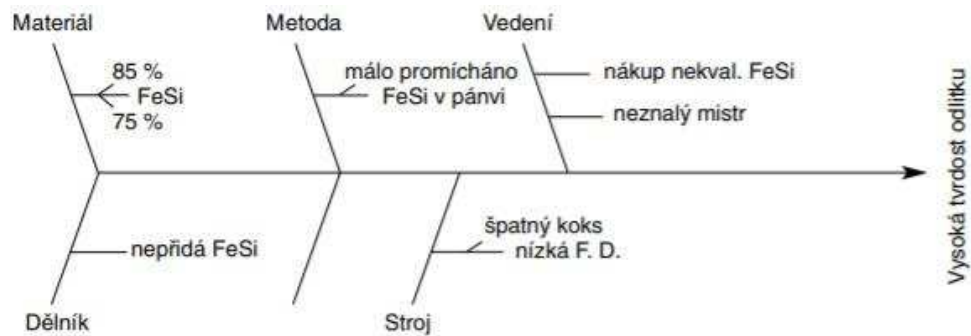 Materiál
Metoda
Vedení
85 %
FeSi
75 %
málo promícháno
FeSi v pánvi
nákup nekval. FeSi
neznalý mistr
nepřidá FeSi
špatný koks
nízká F. D.
Dělník
Stroj
Vysoká tvrdost odlitku